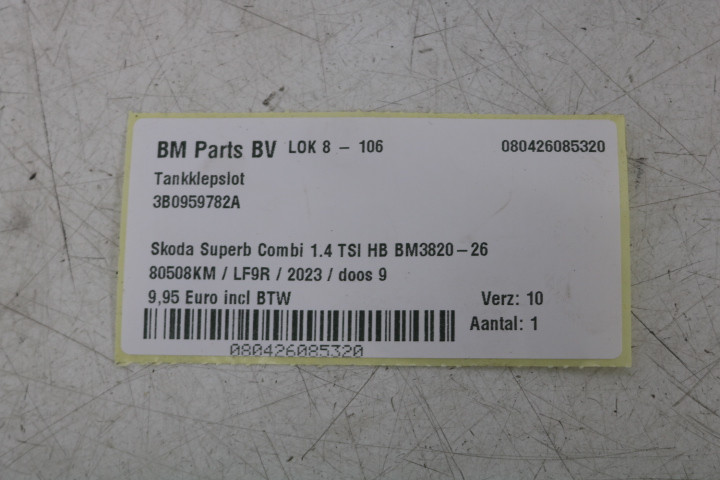 BM Parts BV LOK 8 - 106 080426085320
Tankklepslot
3B0959782A
Skoda Superb Combi 1.4 TSI HB BM3820-26
80508KM / LF9R / 2023 / doos 9
9,95 Euro incl BTW Verz: 10
Aantal: 1
080426085320